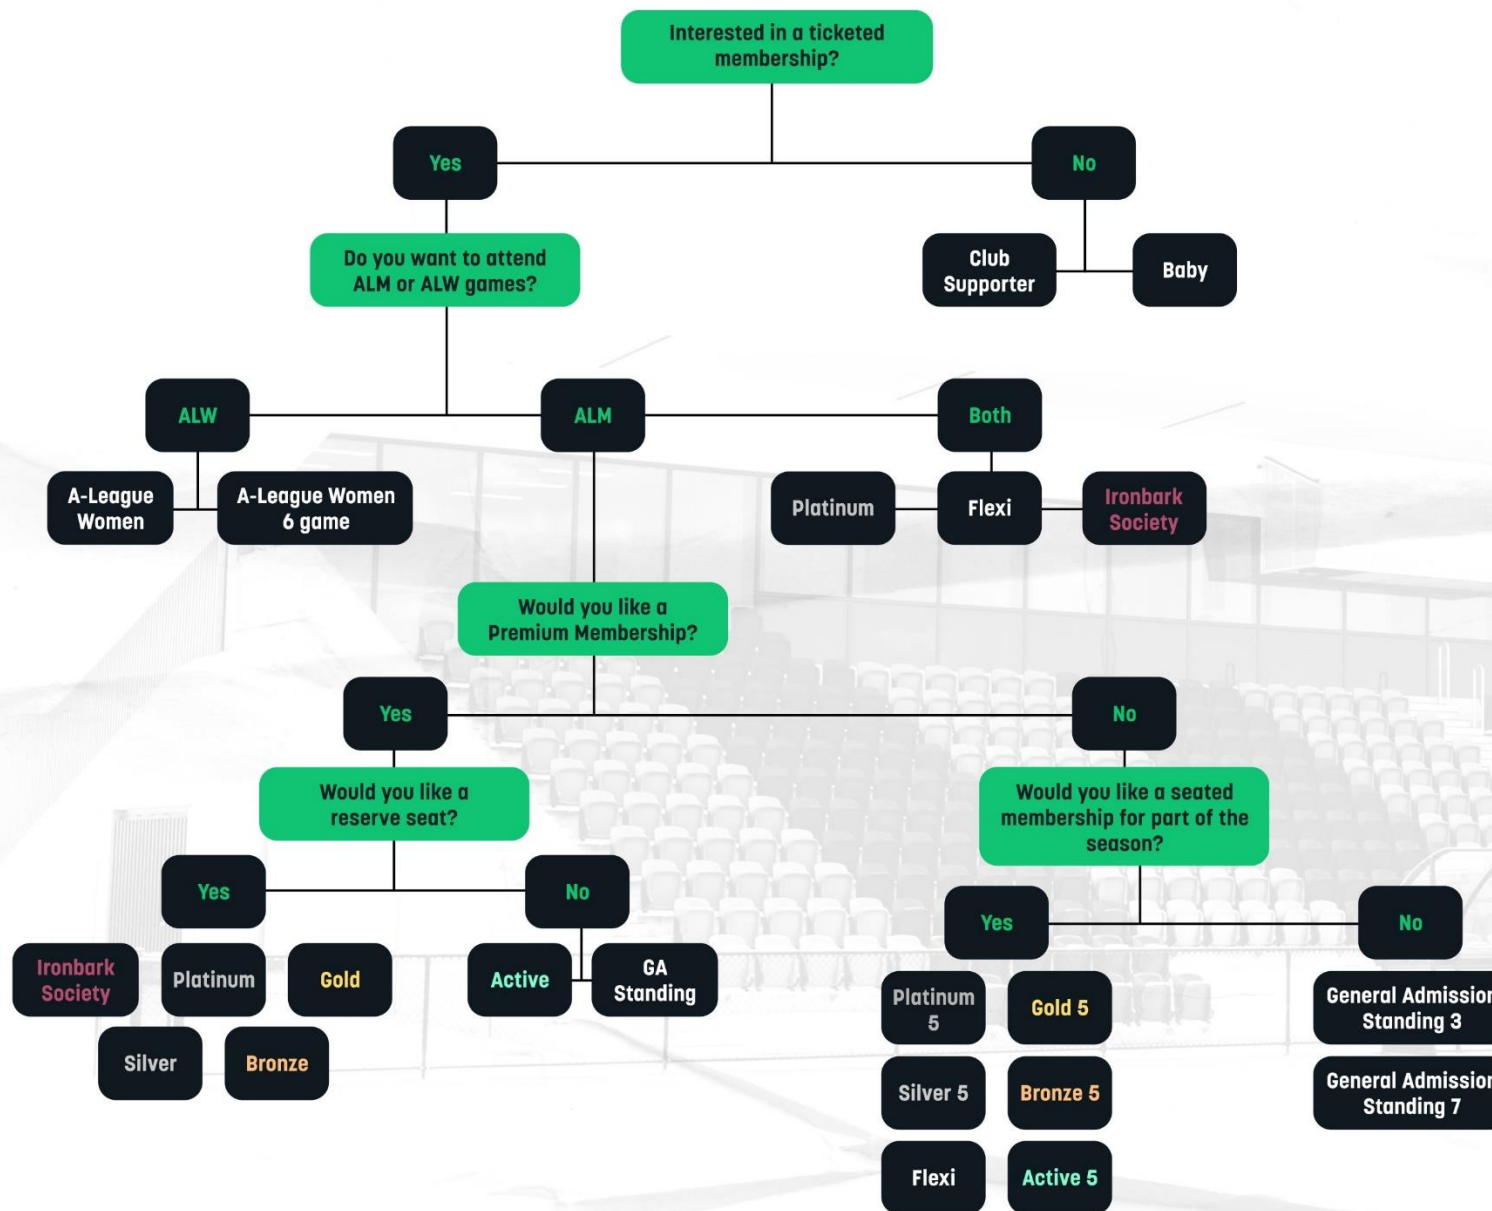 Interested in a ticketed
membership?
Yes
No
Do you want to attend
ALM or ALW games?
Club
Supporter
Baby
ALW
ALM
Both
A-League
Women
A-League Women
6 game
Platinum
Flexi
Ironbark
Society
Would you like a
Premium Membership?
Yes
No
Would you like a
reserve seat?
Would you like a seated
membership for part of the
season?
Yes
No
Yes
No
Ironbark
Society
Platinum
Gold
Active
GA
Standing
Silver
Bronze
Platinum
5
Gold 5
General Admission
Standing 3
Silver 5
Bronze 5
General Admission
Standing 7
Flexi
Active 5